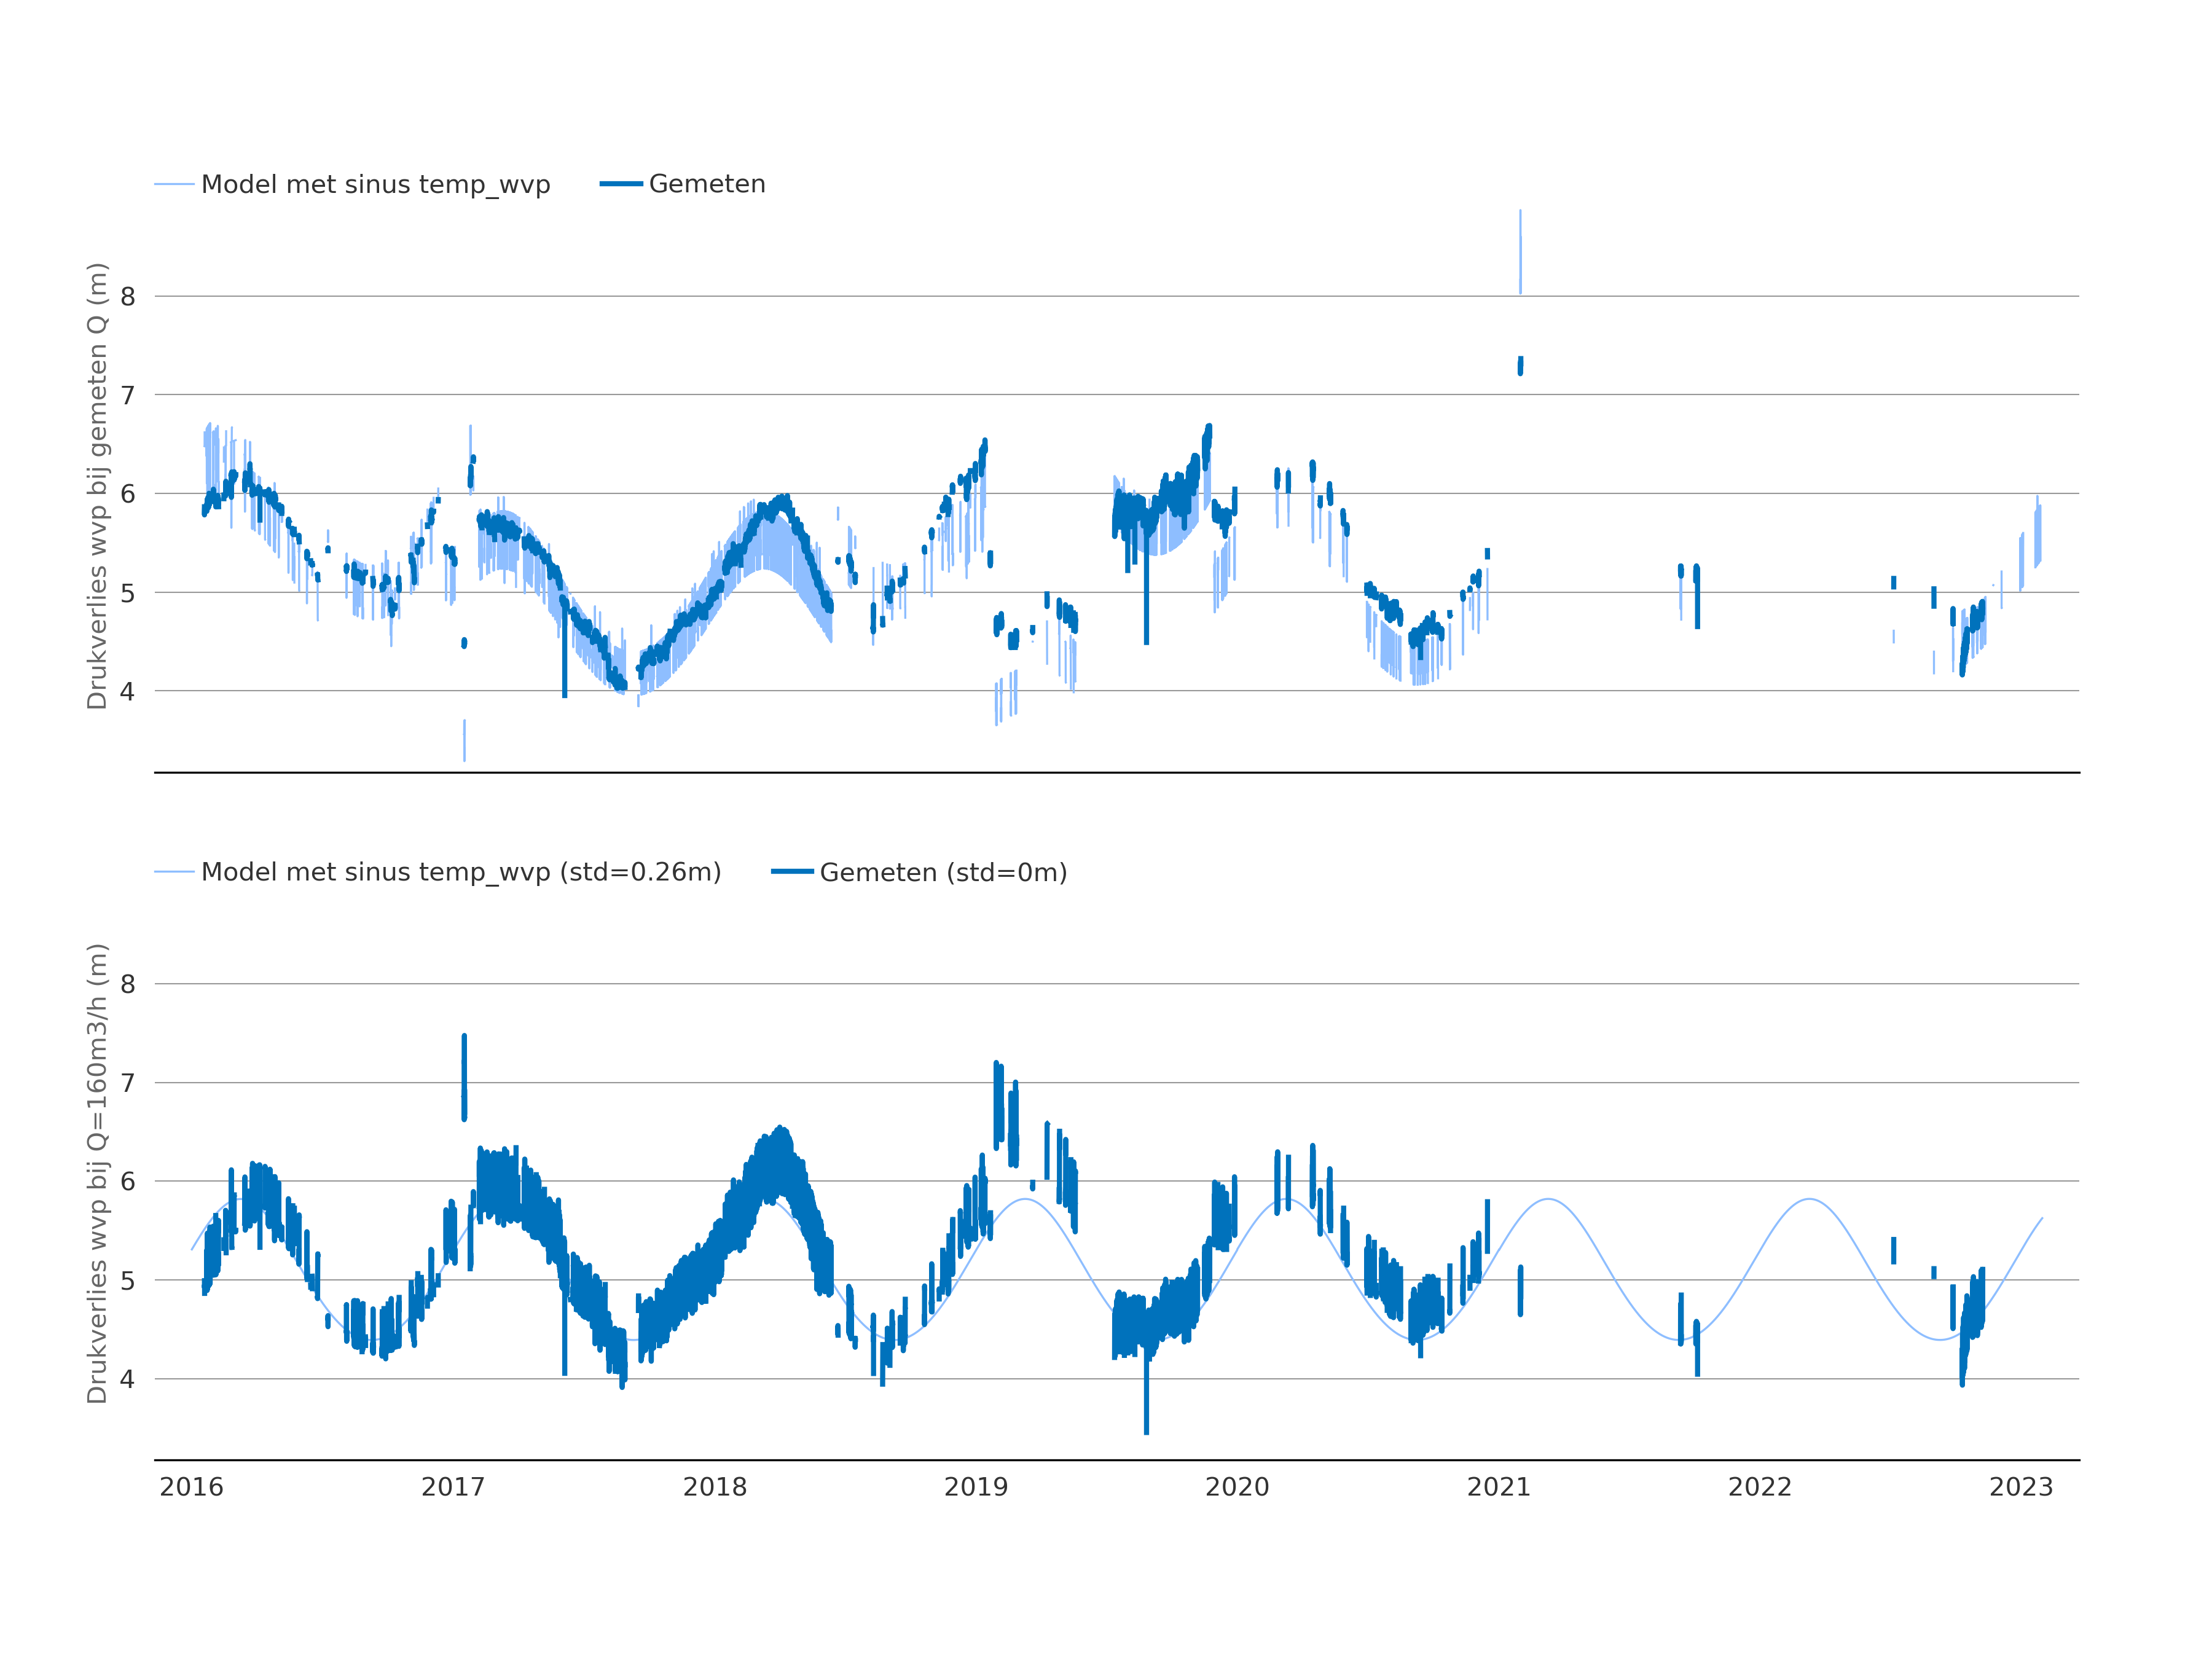 Model met sinus temp_wvp Gemeten
Drukverlies wvp bij gemeten Q (m)
8
7
6
5
4
Model met sinus temp_wvp (std=0.26m) Gemeten (std=0m)
Drukverlies wvp bij Q=160m3/h (m)
8
7
6
5
4
2016 2017 2018 2019 2020 2021 2022 2023